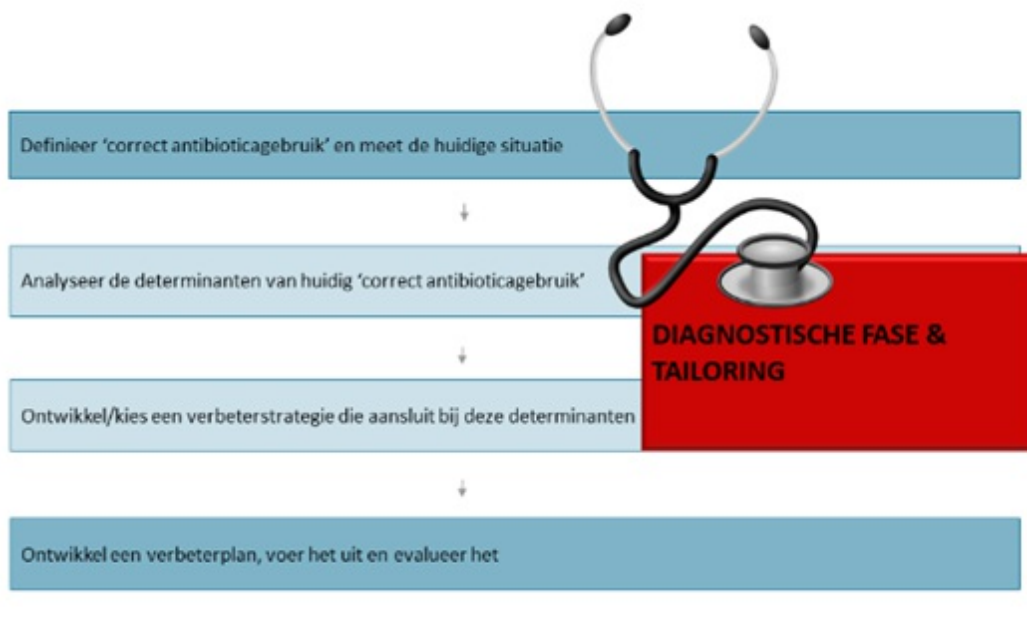 Definieer ‘correct antibioticagebruik’ en meet de huidige situatie
Analyseer de determinanten van huidig ‘correct antibioticagebruik’
DIAGNOSTISCHE FASE &
TAILORING
Ontwikkel/kies een verbeterstrategie die aansluit bij deze determinanten
Ontwikkel een verbeterplan, voer het uit en evalueer het